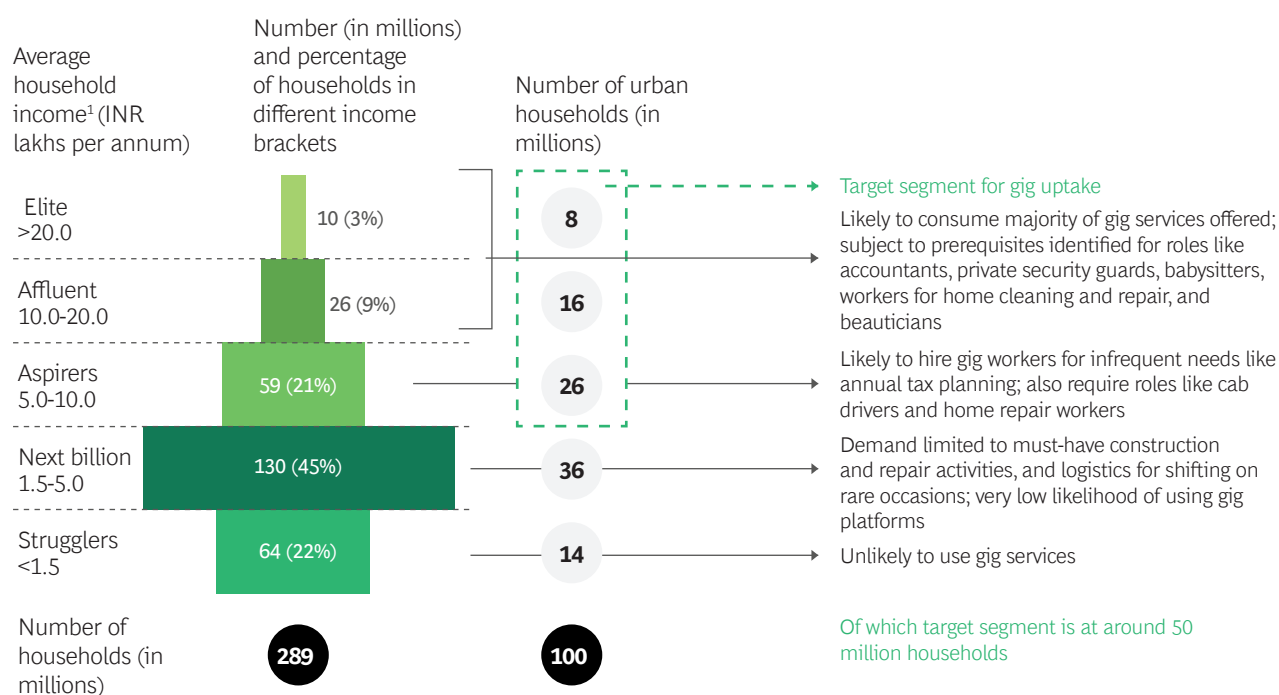 Average
household
income¹ (INR
lakhs per annum)
Number (in millions)
and percentage
of households in
different income
brackets
Number of urban
households (in
millions)
Elite
>20.0
10 (3%)
8
Target segment for gig uptake
Likely to consume majority of gig services offered;
subject to prerequisites identified for roles like
accountants, private security guards, babysitters,
workers for home cleaning and repair, and
beauticians
Affluent
10.0-20.0
26 (9%)
16
Aspirers
5.0-10.0
59 (21%)
26
Likely to hire gig workers for infrequent needs like
annual tax planning; also require roles like cab
drivers and home repair workers
Next billion
1.5-5.0
130 (45%)
36
Demand limited to must-have construction
and repair activities, and logistics for shifting on
rare occasions; very low likelihood of using gig
platforms
Strugglers
<1.5
64 (22%)
14
Unlikely to use gig services
Number of
households (in
millions)
289
100
Of which target segment is at around 50
million households